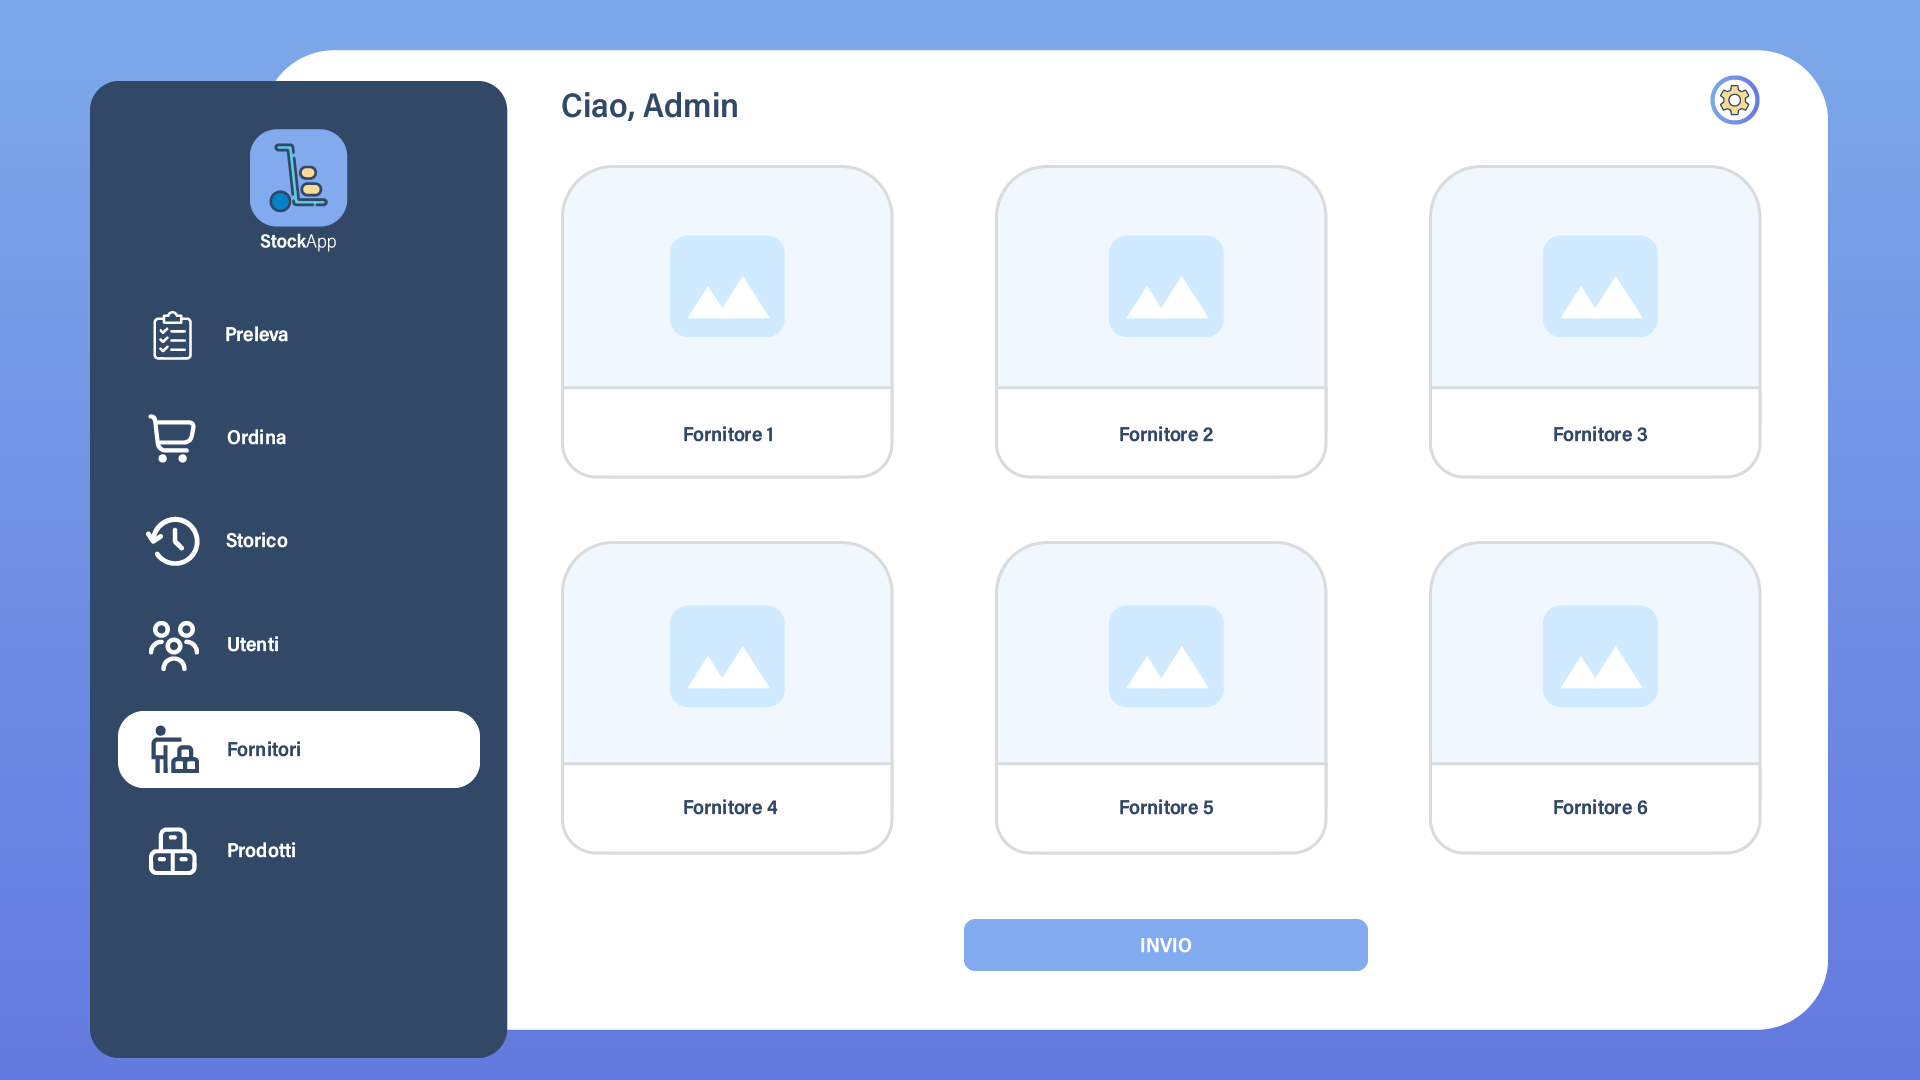 Ciao, Admin
StockApp
Preleva
Ordina
Storico
Utenti
Fornitori
Prodotti
Fornitore 1
Fornitore 2
Fornitore 3
Fornitore 4
Fornitore 5
Fornitore 6
INVIO